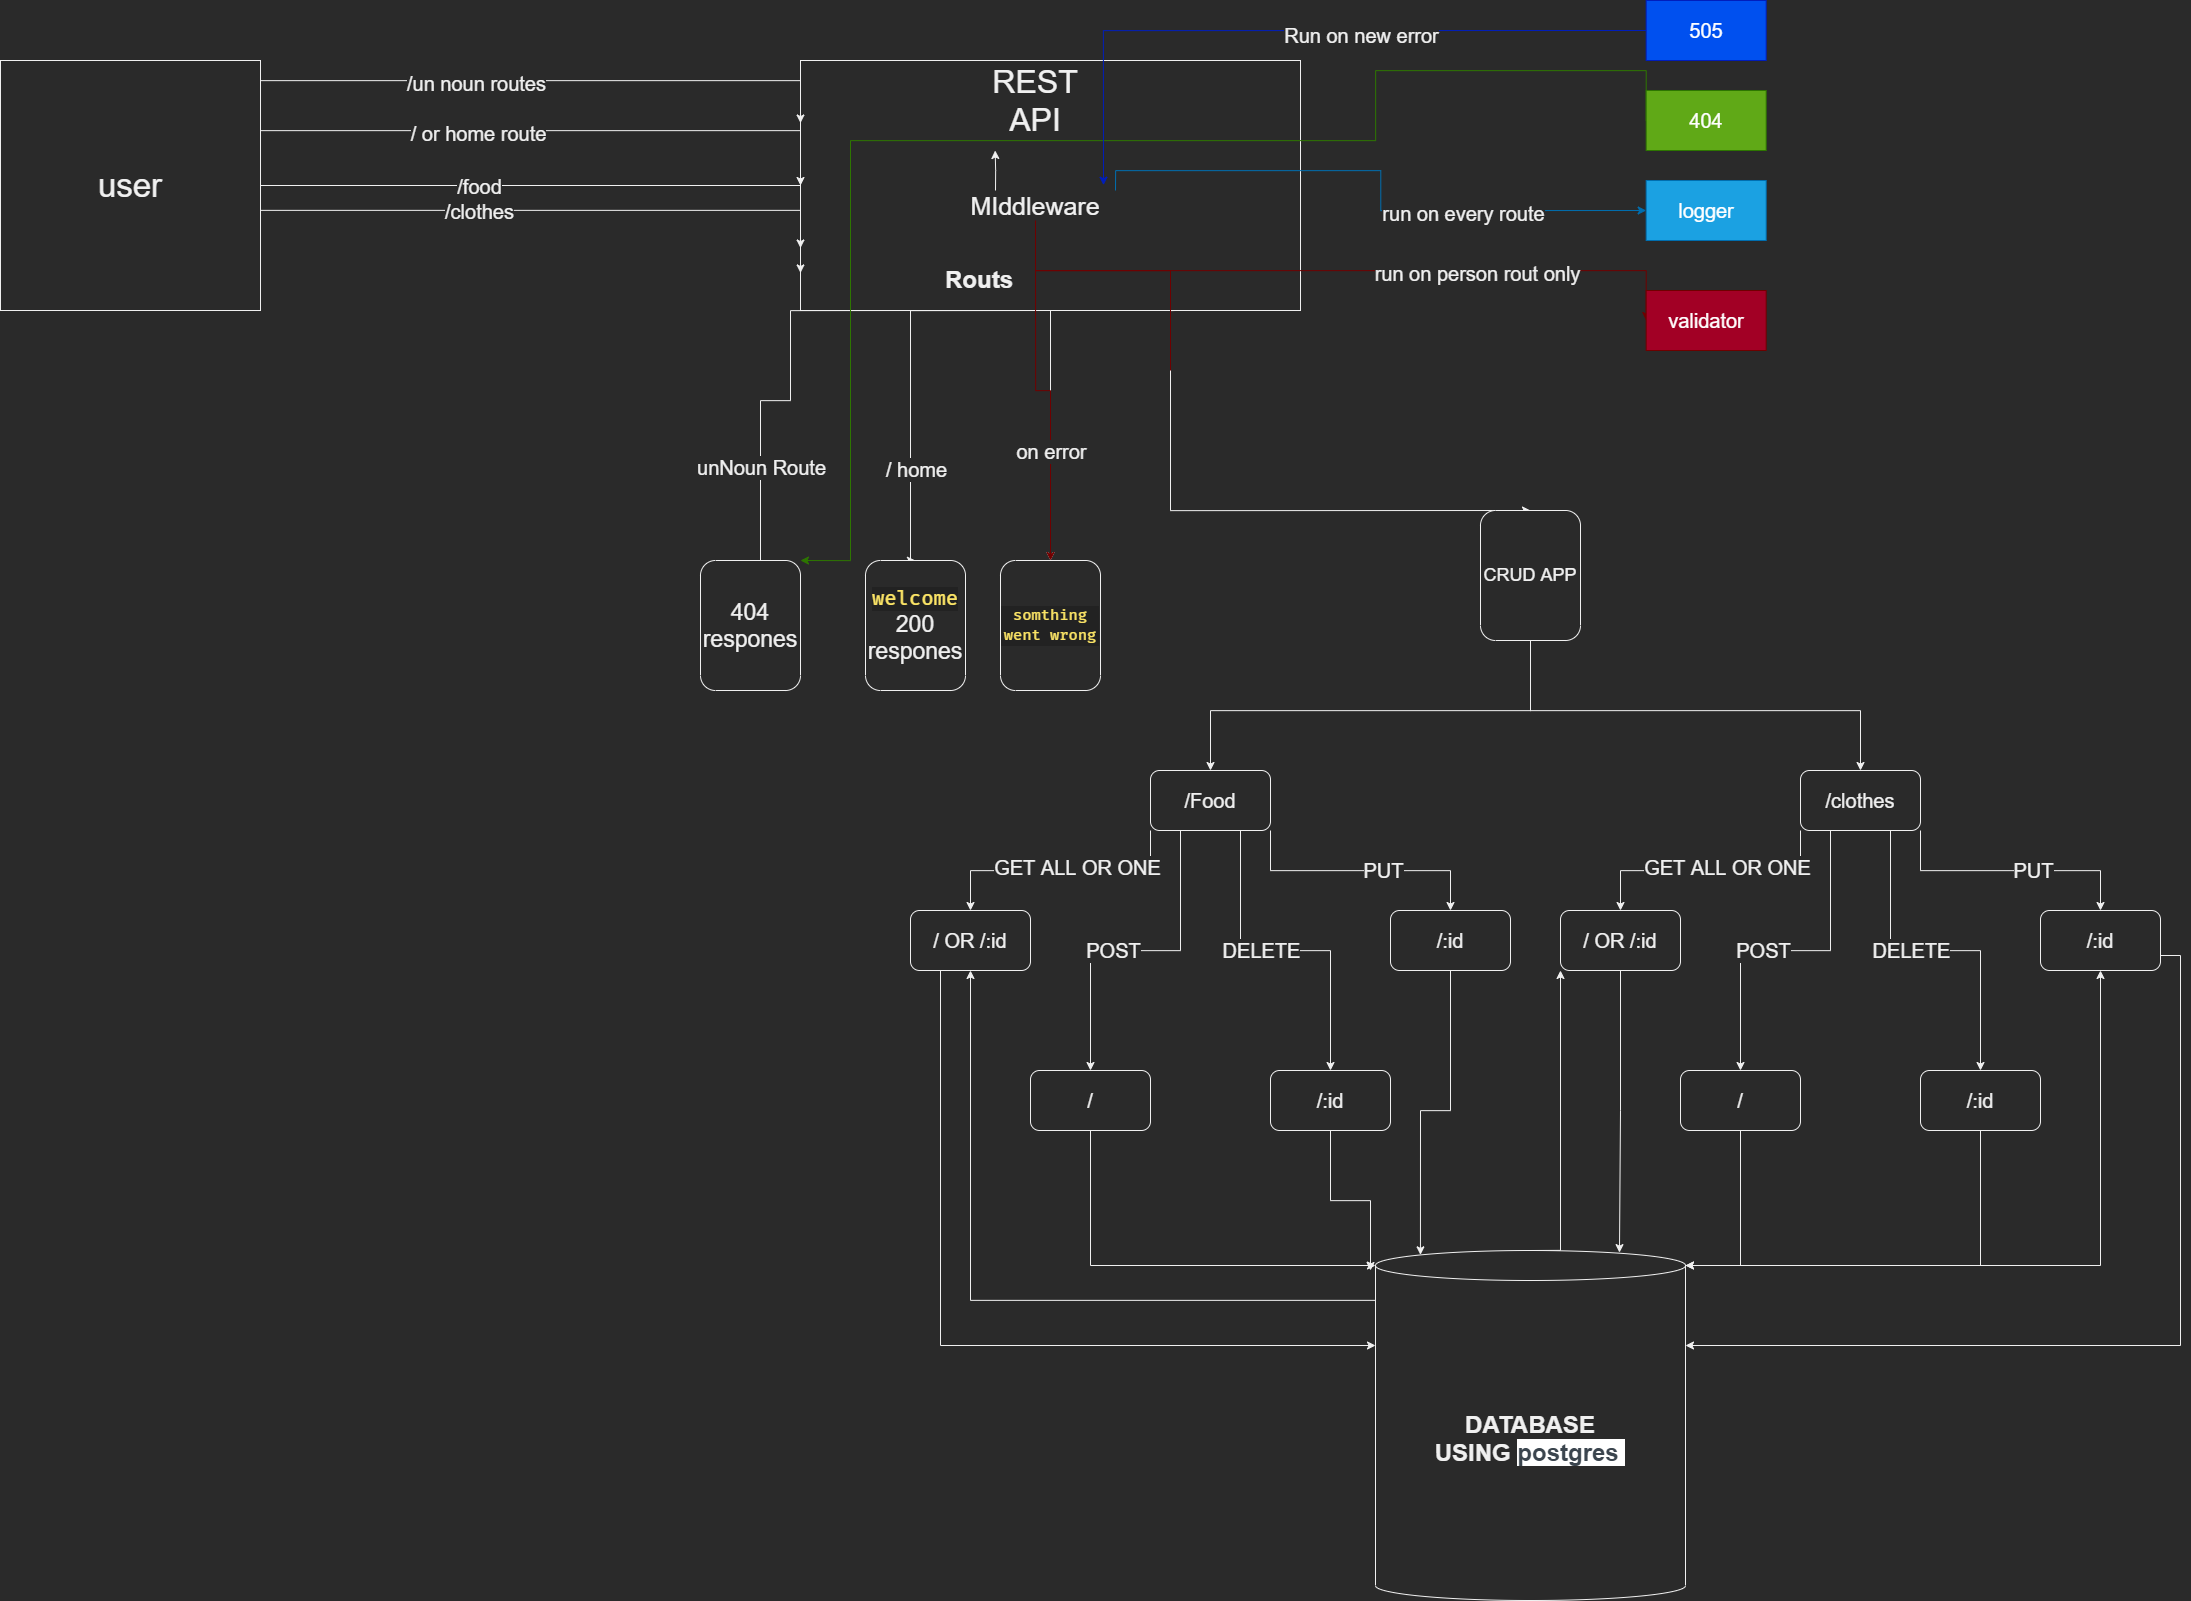 505
Run on new error
REST
API
/un noun routes
404
/ or home route
user
/food
/clothes
MIddleware
run on every route
logger
Routs
run on person rout only
validator
on error
unNoun Route
/ home
404
respones
welcome
200
respones
somthing
went wrong
CRUD APP
/Food
/clothes
GET ALL OR ONE
PUT
GET ALL OR ONE
PUT
/ OR /:id
POST
DELETE
/:id
/ OR /:id
POST
DELETE
/:id
/
/:id
/
/:id
DATABASE
USING postgres